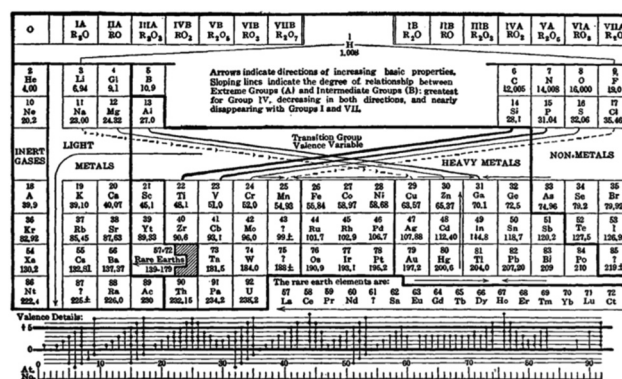 O IA IIA IIIA IVB VB VIB VIIB I IB IIB IIIB IVA VA VIA VIIA
R₂O RO R₂O₃ RO₂ R₂O₅ RO₃ R₂O₇ H R₂O RO R₂O₃ RO₂ R₂O₅ RO₃
1,008
2 3 4 5 6 7 8 9
He Li Gl B C N O F
4,00 6,94 9,1 10,9 12,005 14,008 16,000 19,0
Arrows indicate directions of increasing basic properties.
Sloping lines indicate the degree of relationship between
Extreme Groups (A) and Intermediate Groups (B): greatest
for Group IV, decreasing in both directions, and nearly
disappearing with Groups I and VII.
10 11 12 13 14 15 16 17
Ne Na Mg Al Si P S Cl
20,2 23,00 24,32 27,0 28,1 31.04 32,06 35,46
INERT
GASES
LIGHT
METALS
Transition Group
Valence Variable
HEAVY METALS
NON-METALS
18 19 20 21 22 23 24 25 26 27 28 29 30 31 32 33 34 35
A K Ca Sc Ti V Cr Mn Fe Co Ni Cu Zn Ga Ge As Se Br
39,9 39,10 40,07 45,1 48,1 51,0 52,0 54,93 55,84 58,97 58,68 63,57 65,37 70,1 72,5 74,96 79,2 79,92
36 37 38 39 40 41 42 43 44 45 46 47 48 49 50 51 52 53
Kr Rb Sr Yt Zr Cb Mo ? Ru Rh Pd Ag Cd In Sn Sb Te I
82,92 85,45 87,63 89,33 90,6 93,1 96,0 99± 101,7 102,9 106,7 107,88 112,40 114,8 118,7 120,2 127,5 126,9
54 55 56 57-72 73 74 75 76 77 78 79 80 81 82 83 84 85
Xe Cs Ba Rare Earths Ta W ? Os Ir Pt Au Hg Tl Pb Bi Po ?
130,2 132,81 137,37 139-179 181,5 184,0 188± 190,9 193,1 195,2 197,2 200,6 204,0 207,20 209 210 219±
86 87 88 89 90 91 92
Nt ? Ra Ac Th Pa U
222,4 225± 226,0 230 232,15 234,2 238,2
The rare earth elements are:
57 58 59 60 61 62 63 64 65 66 67 68 69 70 71 72
La Ce Pr Nd ? Sa Eu Gd Tb Dy Ho Er Tm Yb Lu Ct
Valence Details:
+5
0
At. No. 10 20 30 40 50 60 70 80 90